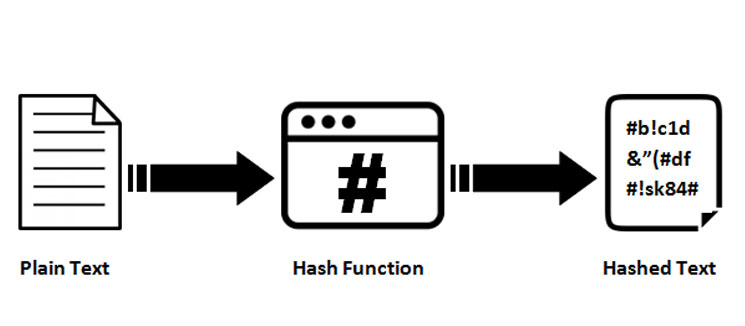 #
#b!c1d
&”(#df
#!sk84#
Plain Text
Hash Function
Hashed Text